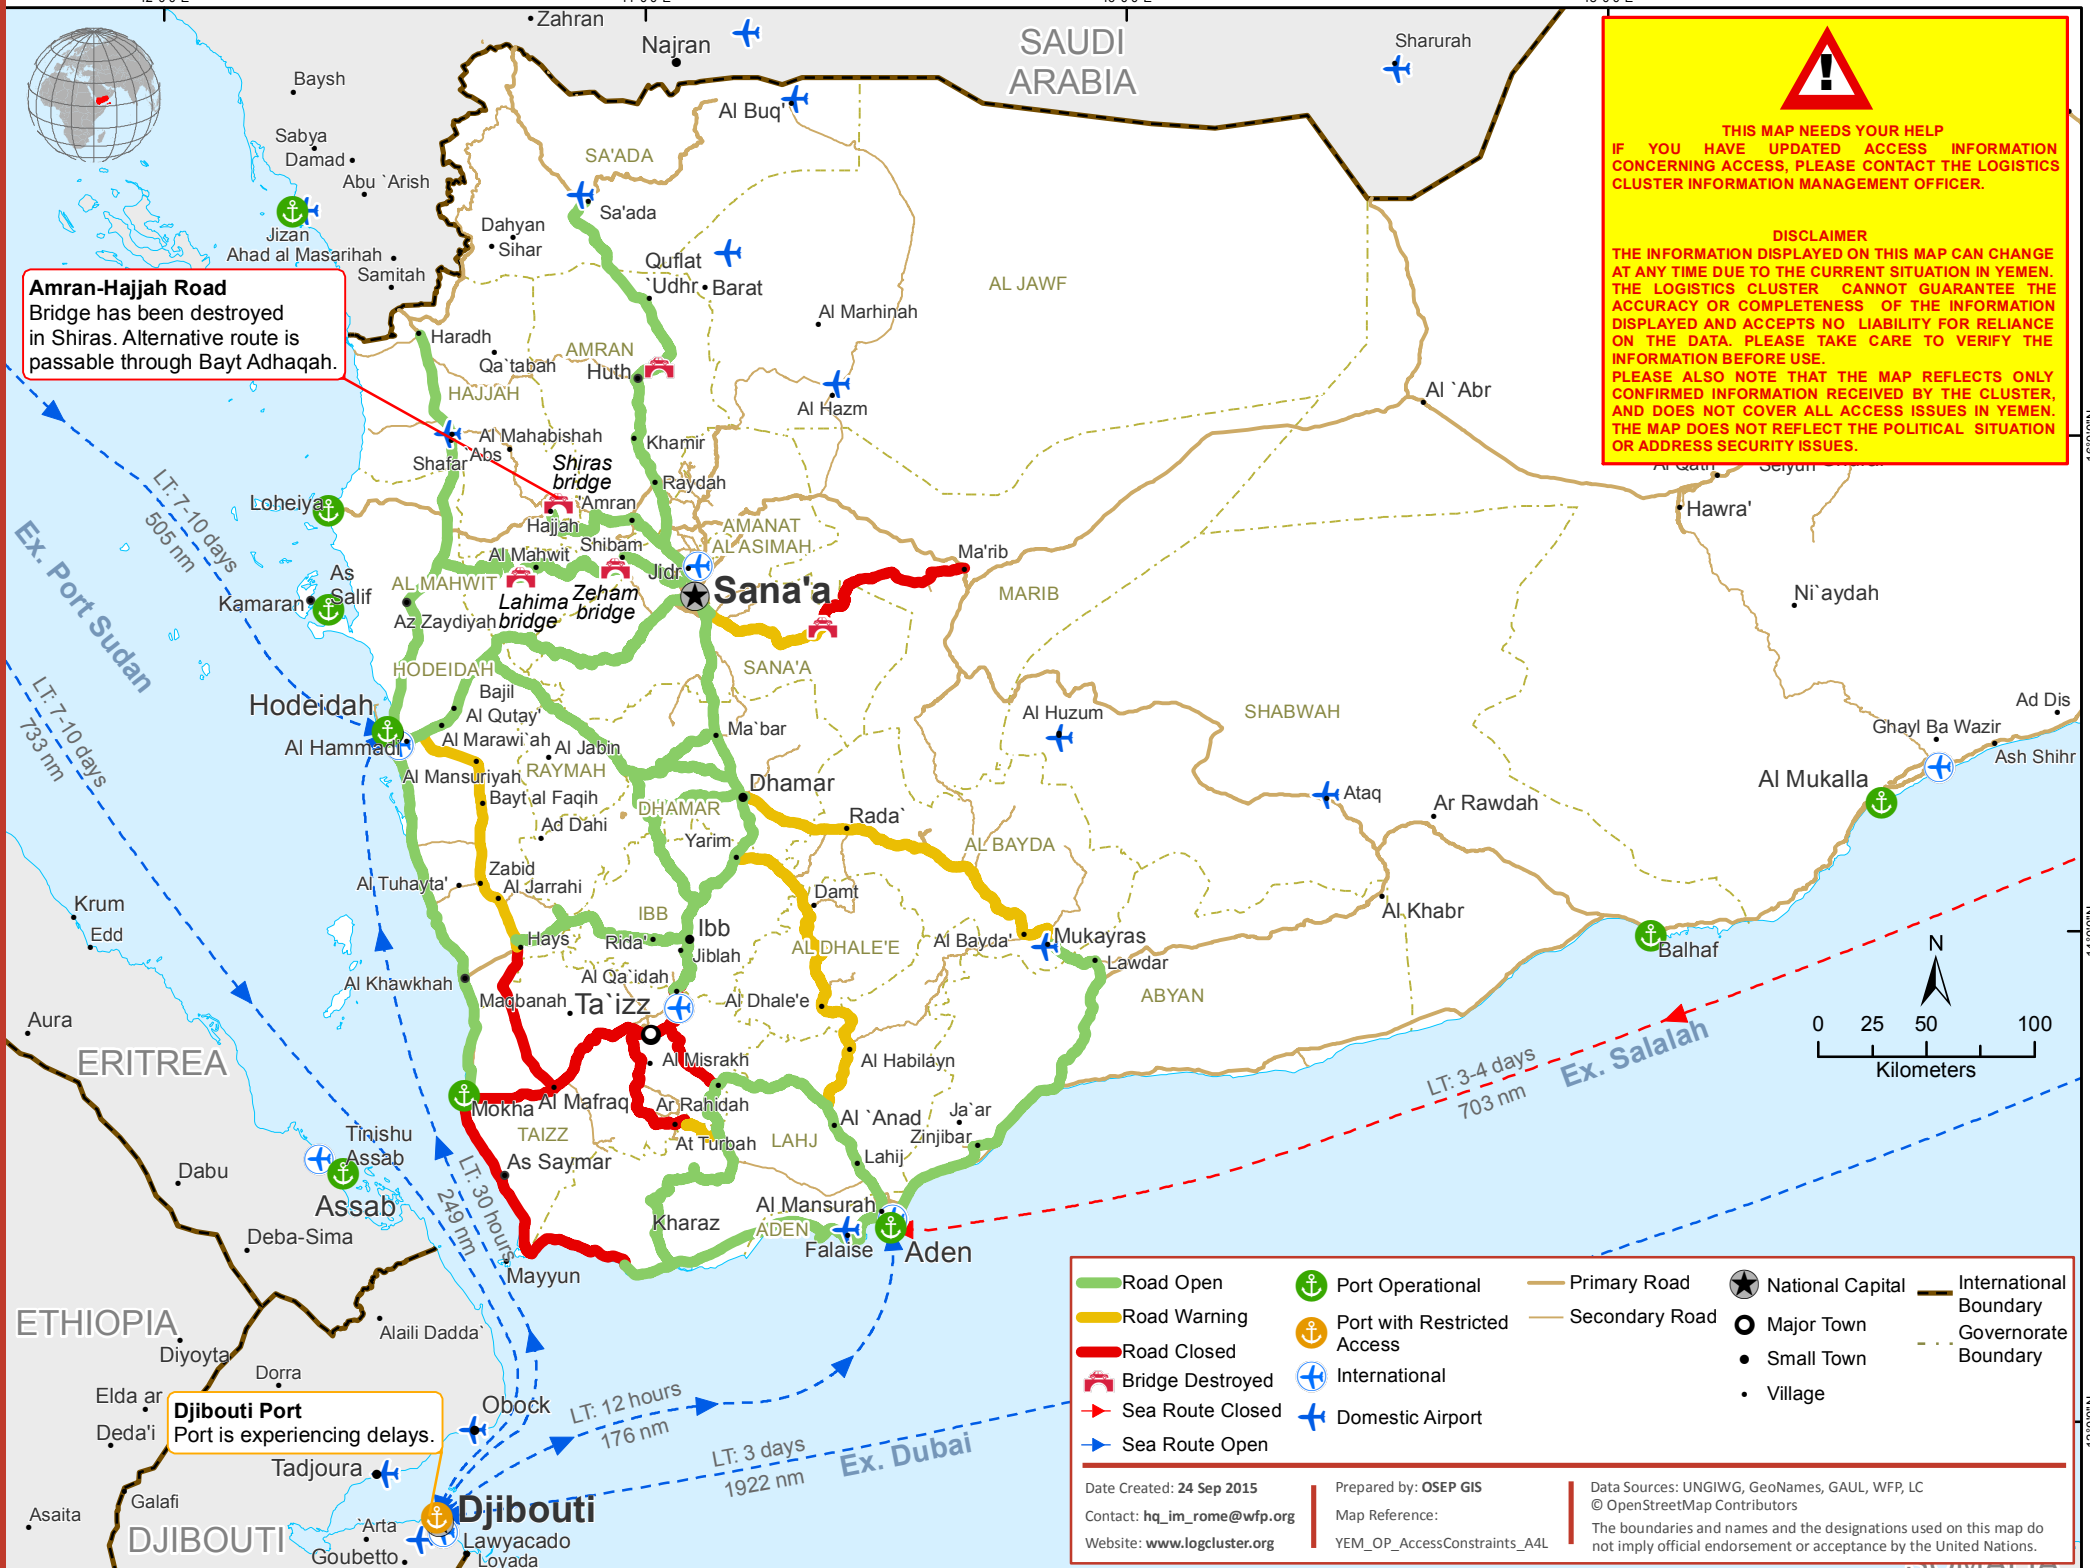 Zahran
Najran
SAUDI
ARABIA
Sharurah
Baysh
Al Buq'
Sabya
Damad
SA'ADA
Abu `Arish
Sa'ada
Dahyan
Sihar
Jizan
Ahad al Masarihah
Samitah
Quflat
`Udhr
Barat
AL JAWF
Al Marhinah
Amran-Hajjah Road
Bridge has been destroyed
in Shiras. Alternative route is
passable through Bayt Adhaqah.
THIS MAP NEEDS YOUR HELP
IF YOU HAVE UPDATED ACCESS INFORMATION
CONCERNING ACCESS, PLEASE CONTACT THE LOGISTICS
CLUSTER INFORMATION MANAGEMENT OFFICER.
DISCLAIMER
THE INFORMATION DISPLAYED ON THIS MAP CAN CHANGE
AT ANY TIME DUE TO THE CURRENT SITUATION IN YEMEN.
THE LOGISTICS CLUSTER CANNOT GUARANTEE THE
ACCURACY OR COMPLETENESS OF THE INFORMATION
DISPLAYED AND ACCEPTS NO LIABILITY FOR RELIANCE
ON THE DATA. PLEASE TAKE CARE TO VERIFY THE
INFORMATION BEFORE USE.
PLEASE ALSO NOTE THAT THE MAP REFLECTS ONLY
CONFIRMED INFORMATION RECEIVED BY THE CLUSTER,
AND DOES NOT COVER ALL ACCESS ISSUES IN YEMEN.
THE MAP DOES NOT REFLECT THE POLITICAL SITUATION
OR ADDRESS SECURITY ISSUES.
Haradh
Qa`tabah
AMRAN
Huth
HAJJAH
Al Hazm
Al `Abr
Al Mahabishah
Abs
Shafar
Khamir
Shiras
bridge
Raydah
Hawra'
Loheiya
'Amran
Hajjah
AMANAT
AL ASIMAH
Shibam
Al Mahwit
Jidr
Ma'rib
LT: 7-10 days
505 nm
Ex. Port Sudan
As
Salif
Kamaran
AL MAHWIT
Sana'a
MARIB
Ni`aydah
Az Zaydiyah
Lahima
bridge
Zeham
bridge
LT: 7-10 days
733 nm
HODEIDAH
SANA'A
Hodeidah
Bajil
Al Qutay'
Al Hammadi
Al Marawi`ah
Al Jabin
Ma`bar
Al Huzum
SHABWAH
Ad Dis
Ghayl Ba Wazir
Ash Shihr
Al Mukalla
Al Mansuriyah
RAYMAH
Bayt al Faqih
Dhamar
DHAMAR
Ad Dahi
Rada`
Ataq
Ar Rawdah
Yarim
AL BAYDA
Zabid
Al Tuhayta'
Al Jarrahi
Damt
Krum
Edd
IBB
Ibb
Hays
Rida'
Jiblah
AL DHALE'E
Al Bayda'
Mukayras
Al Khabr
Balhaf
Lawdar
ABYAN
Al Khawkhah
Al Qa`idah
Maqbanah
Ta`izz
Al Dhale'e
N
0 25 50 100
Kilometers
Aura
ERITREA
Al Misrakh
Al Habilayn
LT: 3-4 days
703 nm
Ex. Salalah
Mokha
Al Mafraq
Ar Rahidah
Al `Anad
Ja`ar
Zinjibar
TAIZZ
At Turbah
LAHJ
Tinishu
Assab
Assab
Dabu
As Saymar
Lahij
LT: 30 hours
249 nm
Al Mansurah
Kharaz
ADEN
Falaise
Aden
Deba-Sima
Mayyun
ETHIOPIA
Alaili Dadda`
Diyoyta
Dorra
Elda ar
Deda'i
Djibouti Port
Port is experiencing delays.
Obock
Tadjoura
LT: 12 hours
176 nm
LT: 3 days
1922 nm
Ex. Dubai
Galafi
Asaita
DJIBOUTI
Djibouti
`Arta
Lawyacado
Goubetto
Loyada
Road Open
Road Warning
Road Closed
Bridge Destroyed
Sea Route Closed
Sea Route Open
Port Operational
Port with Restricted
Access
International
Domestic Airport
Primary Road
Secondary Road
National Capital
Major Town
Small Town
Village
International
Boundary
Governorate
Boundary
Date Created: 24 Sep 2015
Contact: hq_im_rome@wfp.org
Website: www.logcluster.org
Prepared by: OSEP GIS
Map Reference:
YEM_OP_AccessConstraints_A4L
Data Sources: UNGIWG, GeoNames, GAUL, WFP, LC
© OpenStreetMap Contributors
The boundaries and names and the designations used on this map do
not imply official endorsement or acceptance by the United Nations.